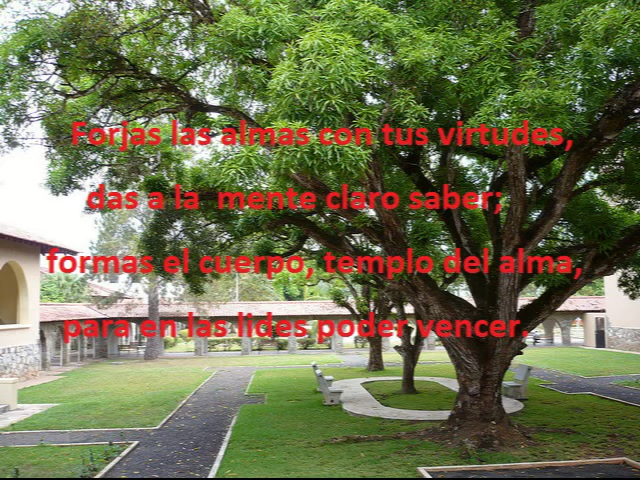 Forjas las almas con tus virtudes,
das a la mente claro saber;
formas el cuerpo, templo del alma,
para en las lides poder vencer.